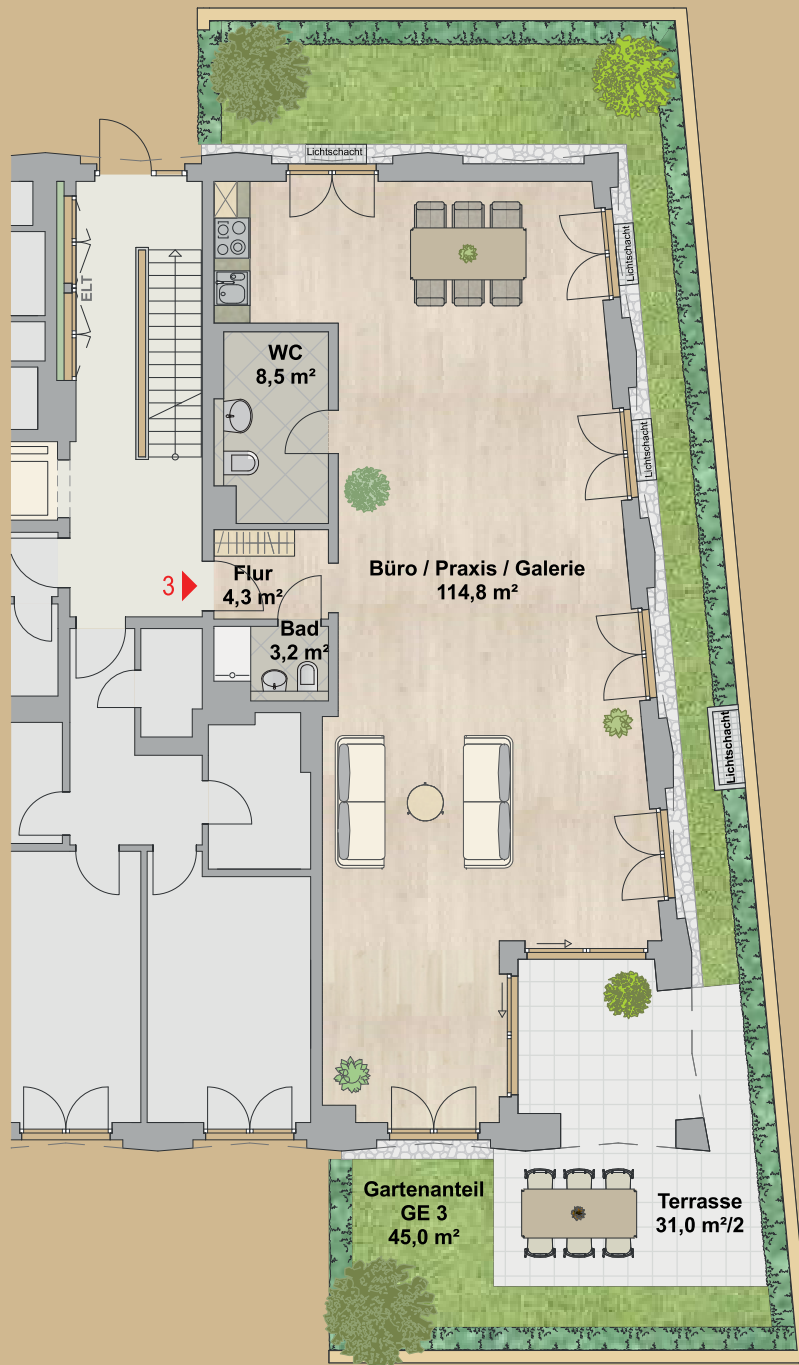 Lichtschacht
Lichtschacht
ELT
WC
8,5 m²
Lichtschacht
3
Flur
4,3 m²
Büro / Praxis / Galerie
114,8 m²
Bad
3,2 m²
Lichtschacht
Gartenanteil
GE 3
45,0 m²
Terrasse
31,0 m²/2